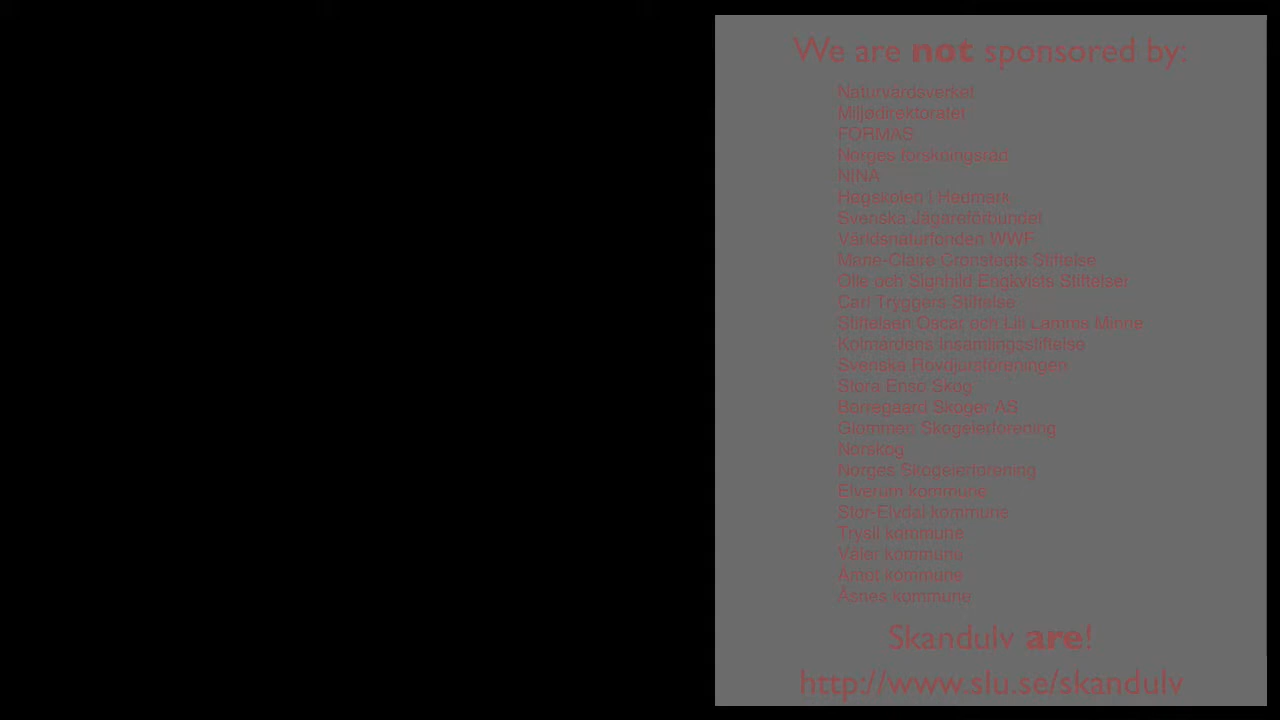 We are not sponsored by:
Naturvårdsverket
Miljødirektoratet
FORMAS
Norges forskningsråd
NINA
Høgskolen i Hedmark
Svenska Jägareförbundet
Världsnaturfonden WWF
Marie-Claire Cronstedts Stiftelse
Olle och Signhild Engkvists Stiftelser
Carl Tryggers Stiftelse
Stiftelsen Oscar och Lili Lamms Minne
Kolmårdens Insamlingsstiftelse
Svenska Rovdjursföreningen
Stora Enso Skog
Borregaard Skoger AS
Glommen Skogeierforening
Norskog
Norges Skogeierforening
Elverum kommune
Stor-Elvdal kommune
Trysil kommune
Våler kommune
Åmot kommune
Åsnes kommune
Skandulv are!
http://www.slu.se/skandulv